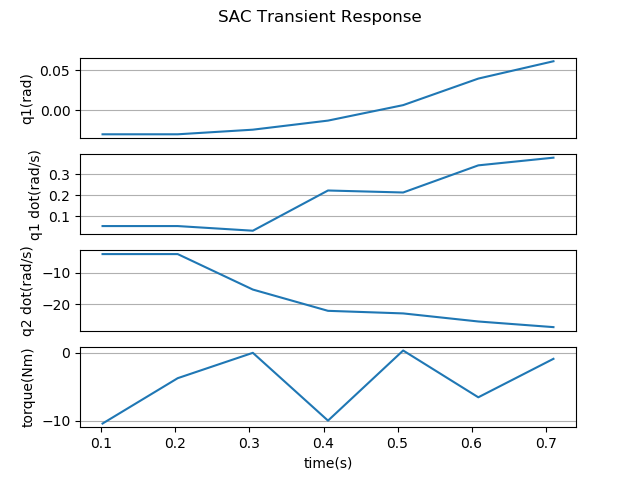 SAC Transient Response
q1(rad)
0.05
0.00
q1 dot(rad/s)
0.3
0.2
0.1
q2 dot(rad/s)
−10
−20
torque(Nm)
0
−10
0.1 0.2 0.3 0.4 0.5 0.6 0.7
time(s)